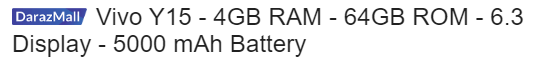 DarazMall Vivo Y15 - 4GB RAM - 64GB ROM - 6.3
Display - 5000 mAh Battery